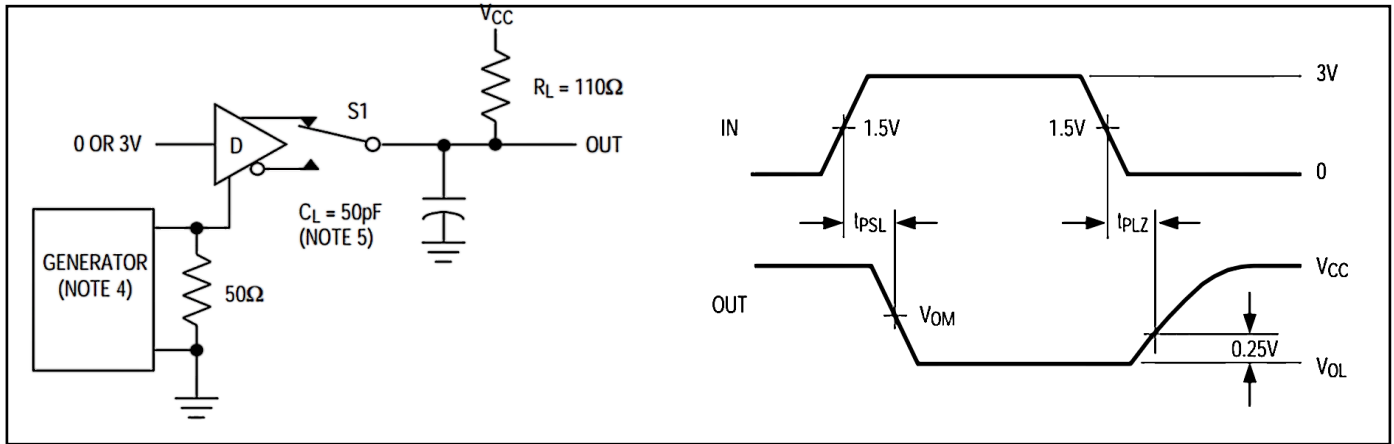 VCC
RL = 110Ω
S1
0 OR 3V
D
OUT
CL = 50pF
(NOTE 5)
GENERATOR
(NOTE 4)
50Ω
3V
IN
1.5V
1.5V
0
tPSL
tPLZ
VCC
OUT
VOM
0.25V
VOL